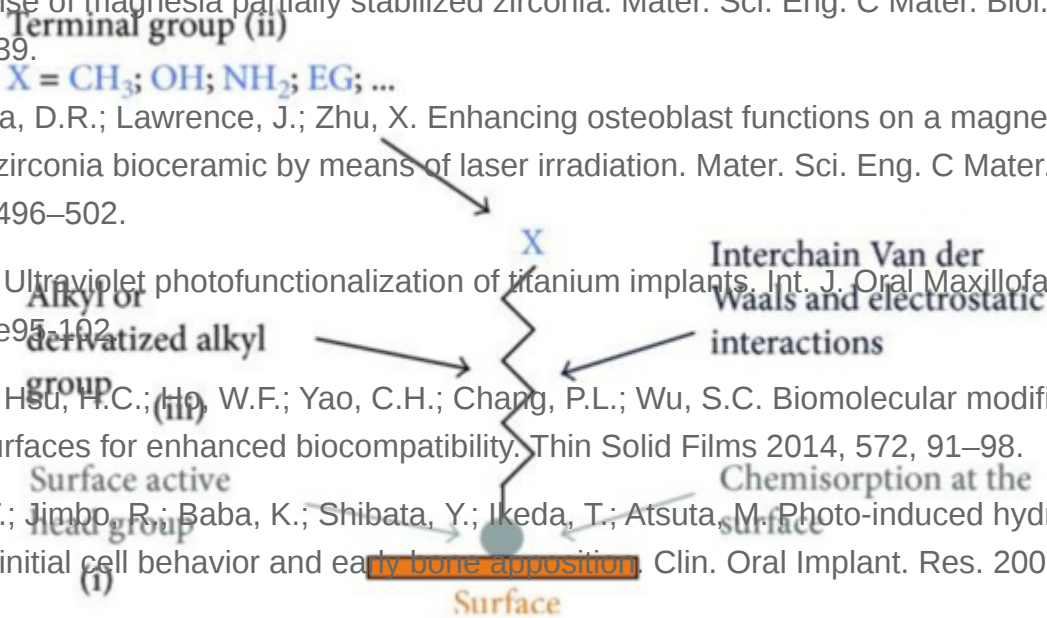 se of magnesia partially stabilized zirconia. Mater. Sci. Eng. C Mater. Biol.
Terminal group (ii)
39.
X = CH₃; OH; NH₂; EG; ...
a, D.R.; Lawrence, J.; Zhu, X. Enhancing osteoblast functions on a magne
zirconia bioceramic by means of laser irradiation. Mater. Sci. Eng. C Mater.
496–502.
X
Interchain Van der
Waals and electrostatic
interactions
Ultraviolet photofunctionalization of titanium implants. Int. J. Oral Maxillofa
e95-102.
Alkyl or
derivatized alkyl
group
(iii)
Hsu, H.C.; Ho, W.F.; Yao, C.H.; Chang, P.L.; Wu, S.C. Biomolecular modifi
urfaces for enhanced biocompatibility. Thin Solid Films 2014, 572, 91–98.
Surface active
head group
(i)
Chemisorption at the
surface
.; Jimbo, R.; Baba, K.; Shibata, Y.; Ikeda, T.; Atsuta, M. Photo-induced hyd
initial cell behavior and early bone apposition. Clin. Oral Implant. Res. 200
Surface